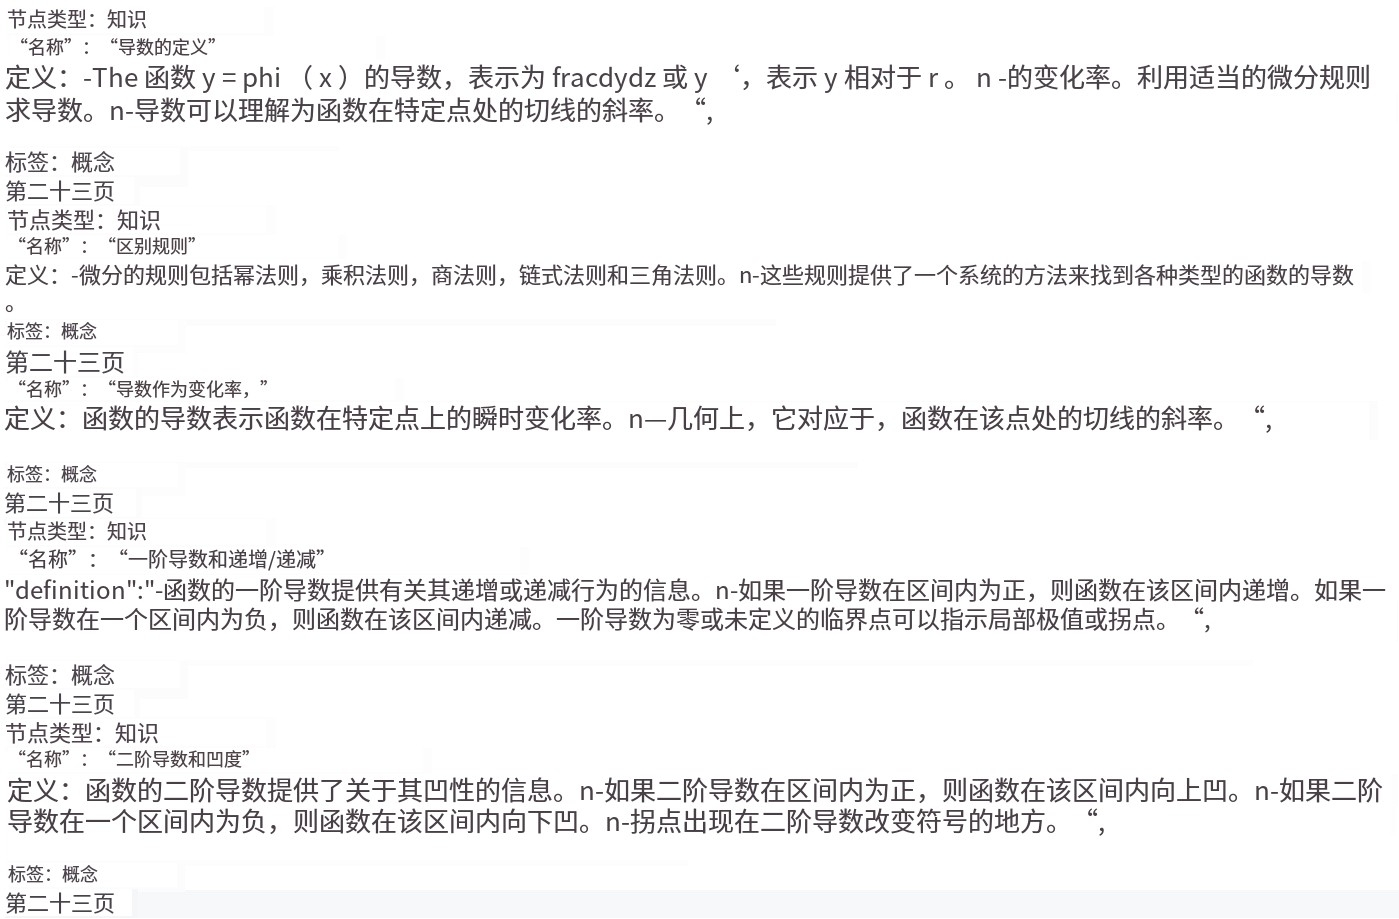 节点类型：知识
“名称”：“导数的定义”
定义：-The 函数 y = phi （ x ）的导数，表示为 fracdydz 或 y ‘，表示 y 相对于 r 。 n -的变化率。利用适当的微分规则
求导数。n-导数可以理解为函数在特定点处的切线的斜率。“,
标签：概念
第二十三页
节点类型：知识
“名称”：“区别规则”
定义：-微分的规则包括幂法则，乘积法则，商法则，链式法则和三角法则。n-这些规则提供了一个系统的方法来找到各种类型的函数的导数
。
标签：概念
第二十三页
“名称”：“导数作为变化率，”
定义：函数的导数表示函数在特定点上的瞬时变化率。n—几何上，它对应于，函数在该点处的切线的斜率。“,
标签：概念
第二十三页
节点类型：知识
“名称”：“一阶导数和递增/递减”
"definition":"-函数的一阶导数提供有关其递增或递减行为的信息。n-如果一阶导数在区间内为正，则函数在该区间内递增。如果一
阶导数在一个区间内为负，则函数在该区间内递减。一阶导数为零或未定义的临界点可以指示局部极值或拐点。“,
标签：概念
第二十三页
节点类型：知识
“名称”：“二阶导数和凹度”
定义：函数的二阶导数提供了关于其凹性的信息。n-如果二阶导数在区间内为正，则函数在该区间内向上凹。n-如果二阶
导数在一个区间内为负，则函数在该区间内向下凹。n-拐点出现在二阶导数改变符号的地方。“,
标签：概念
第二十三页